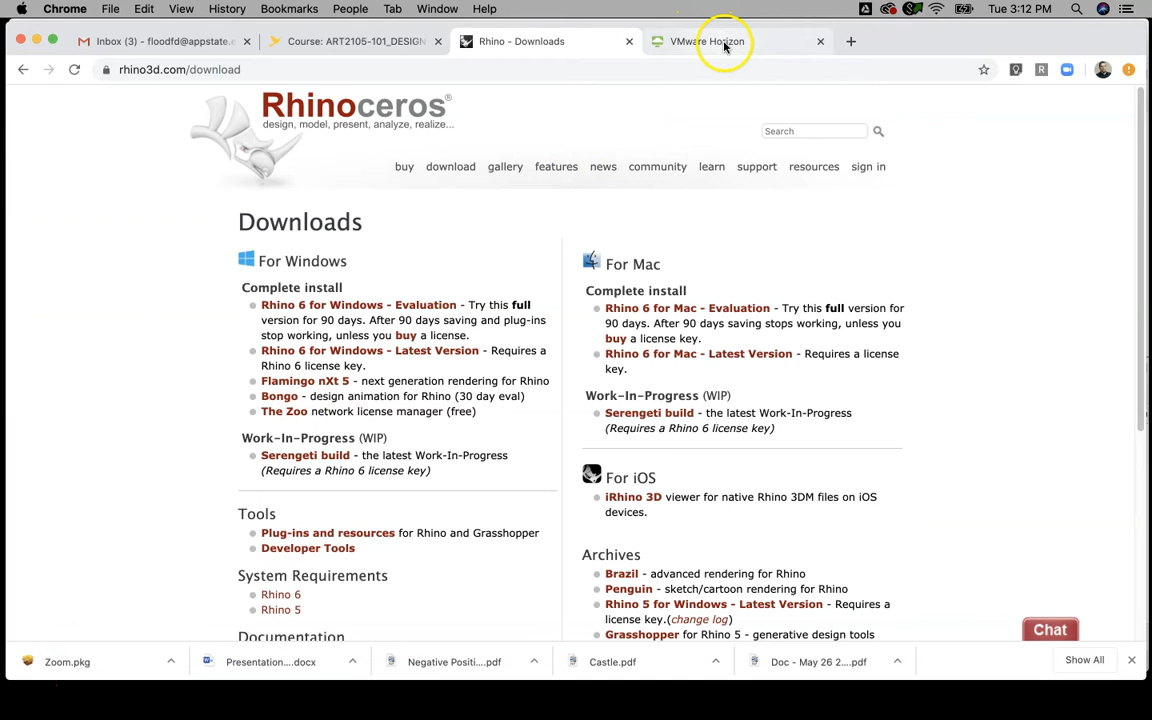 Chrome File Edit View History Bookmarks People Tab Window Help Tue 3:12 PM
Inbox (3) - floodfd@appstate.e Course: ART2105-101_DESIGN Rhino - Downloads VMware Horizon
rhino3d.com/download
Rhinoceros®
design, model, present, analyze, realize...
Search
buy download gallery features news community learn support resources sign in
Downloads
For Windows
Complete install
Rhino 6 for Windows - Evaluation - Try this full
version for 90 days. After 90 days saving and plug-ins
stop working, unless you buy a license.
Rhino 6 for Windows - Latest Version - Requires a
Rhino 6 license key.
Flamingo nXt 5 - next generation rendering for Rhino
Bongo - design animation for Rhino (30 day eval)
The Zoo network license manager (free)
Work-In-Progress (WIP)
Serengeti build - the latest Work-In-Progress
(Requires a Rhino 6 license key)
Tools
Plug-ins and resources for Rhino and Grasshopper
Developer Tools
System Requirements
Rhino 6
Rhino 5
Documentation
For Mac
Complete install
Rhino 6 for Mac - Evaluation - Try this full version for
90 days. After 90 days saving stops working, unless you
buy a license key.
Rhino 6 for Mac - Latest Version - Requires a license
key.
Work-In-Progress (WIP)
Serengeti build - the latest Work-In-Progress
(Requires a Rhino 6 license key)
For iOS
iRhino 3D viewer for native Rhino 3DM files on iOS
devices.
Archives
Brazil - advanced rendering for Rhino
Penguin - sketch/cartoon rendering for Rhino
Rhino 5 for Windows - Latest Version - Requires a
license key.(change log)
Grasshopper for Rhino 5 - generative design tools
Chat
Zoom.pkg Presentation....docx Negative Positi....pdf Castle.pdf Doc - May 26 2....pdf Show All